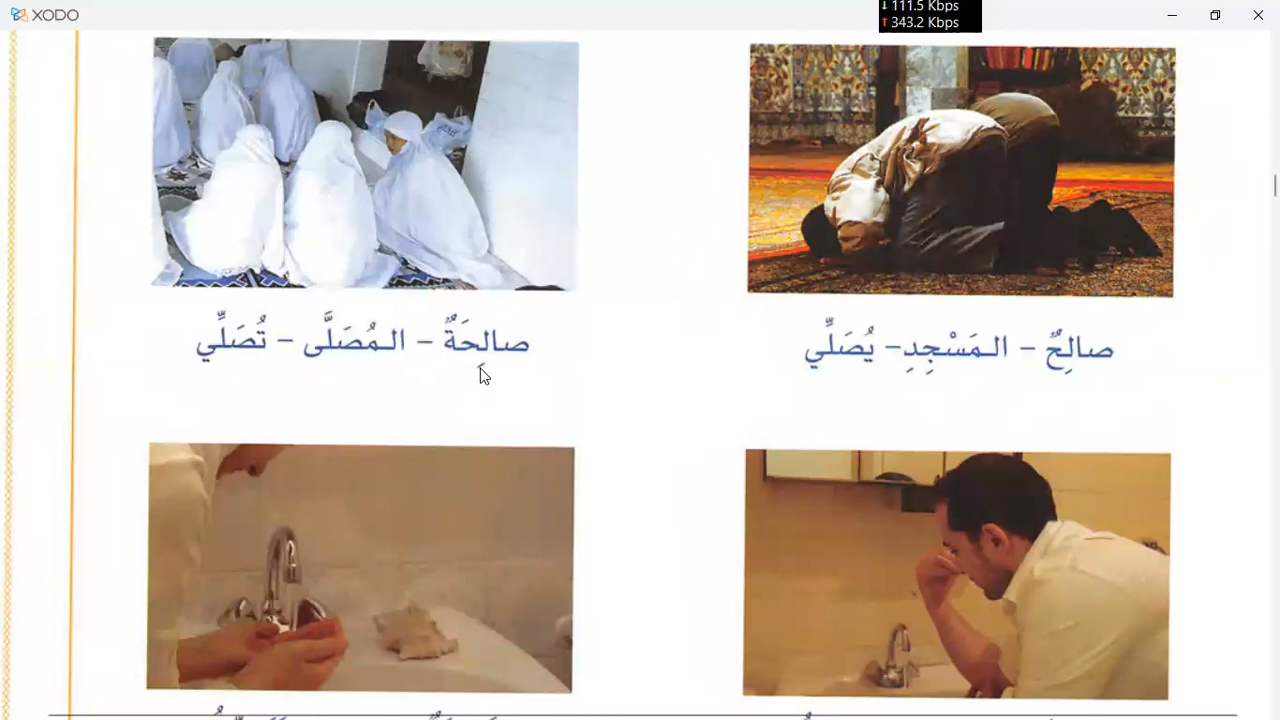 XODO
↓ 111.5 Kbps
↑ 343.2 Kbps
صالِحٌ – الـمَسْجِدِ– يُصَلِّي
صالِحَةٌ – الـمُصَلَّى – تُصَلِّي